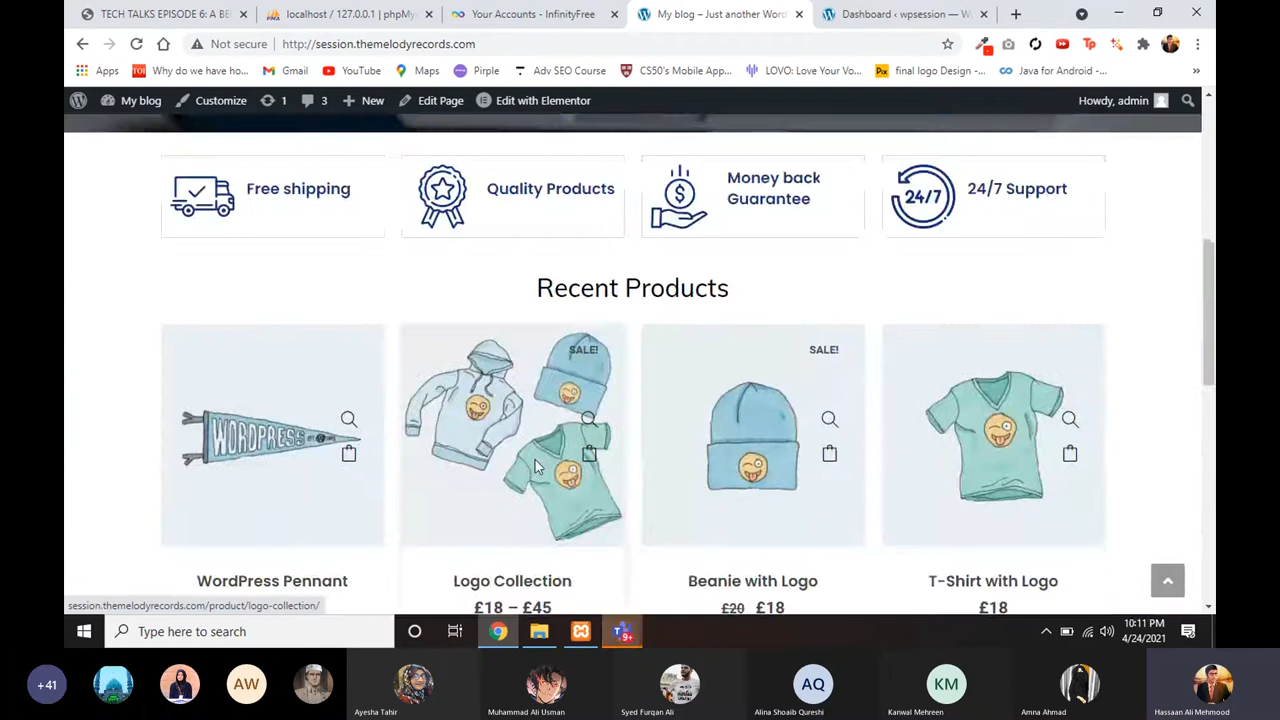 TECH TALKS EPISODE 6: A BE
localhost / 127.0.0.1 | phpMy
Your Accounts - InfinityFree
My blog – Just another Word
Dashboard ‹ wpsession — W
Not secure
http://session.themelodyrecords.com
Apps
Why do we have ho...
Gmail
YouTube
Maps
Pirple
Adv SEO Course
CS50's Mobile App...
LOVO: Love Your Vo...
final logo Design -...
Java for Android -...
My blog
Customize
1
3
New
Edit Page
Edit with Elementor
Howdy, admin
Free shipping
Quality Products
Money back
Guarantee
24/7
24/7 Support
Recent Products
WORDPRESS
SALE!
SALE!
WordPress Pennant
Logo Collection
Beanie with Logo
T-Shirt with Logo
£18 – £45
£20 £18
£18
session.themelodyrecords.com/product/logo-collection/
Type here to search
9+
10:11 PM
4/24/2021
+41
AW
Ayesha Tahir
Muhammad Ali Usman
Syed Furqan Ali
AQ
Alina Shoaib Qureshi
KM
Kanwal Mehreen
Amna Ahmad
Hassaan Ali Mehmood